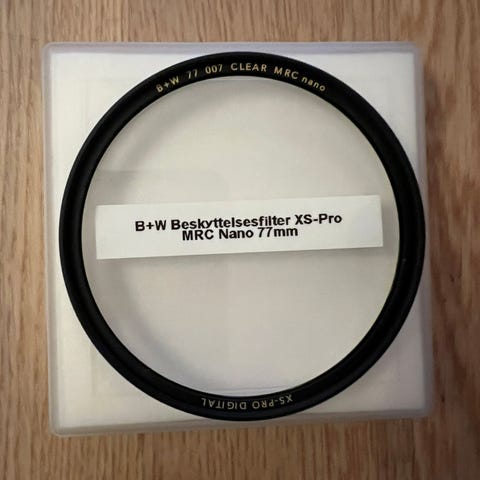 B+W 77 007 CLEAR MRC nano
B+W Beskyttelsesfilter XS-Pro
MRC Nano 77mm
XS-PRO DIGITAL